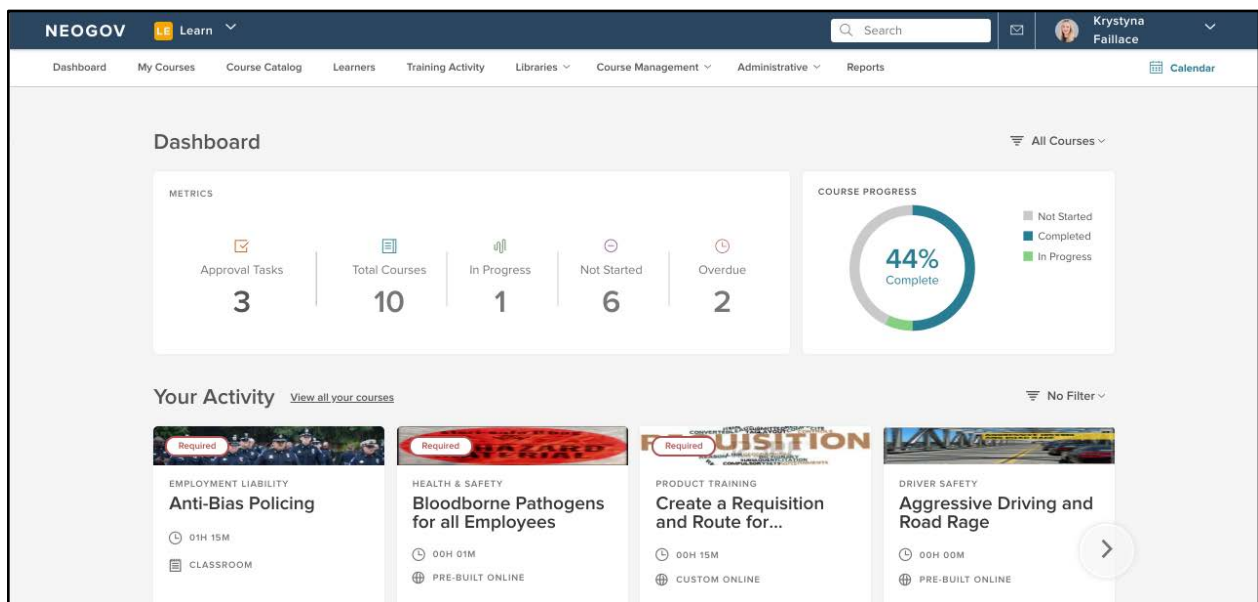 NEOGOV
LE Learn
Search
Krystyna
Faillace
Dashboard My Courses Course Catalog Learners Training Activity Libraries Course Management Administrative Reports Calendar
Dashboard
All Courses
METRICS
Approval Tasks
3
Total Courses
10
In Progress
1
Not Started
6
Overdue
2
COURSE PROGRESS
44%
Complete
Not Started
Completed
In Progress
Your Activity View all your courses
No Filter
Required
EMPLOYMENT LIABILITY
Anti-Bias Policing
01H 15M
CLASSROOM
Required
HEALTH & SAFETY
Bloodborne Pathogens
for all Employees
00H 01M
PRE-BUILT ONLINE
Required
PRODUCT TRAINING
Create a Requisition
and Route for...
00H 15M
CUSTOM ONLINE
DRIVER SAFETY
Aggressive Driving and
Road Rage
00H 00M
PRE-BUILT ONLINE